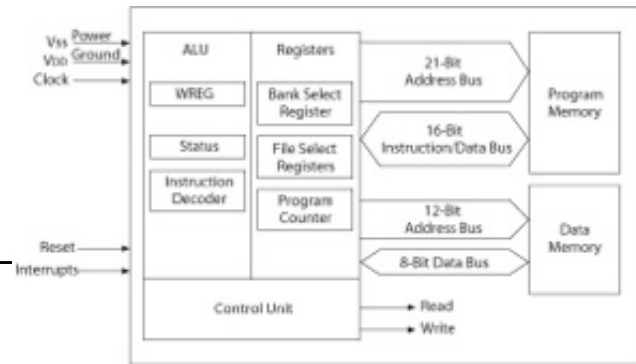 Vss Power
VDD Ground
Clock
Reset
Interrupts
ALU
WREG
Status
Instruction
Decoder
Registers
Bank Select
Register
File Select
Registers
Program
Counter
Control Unit
21-Bit
Address Bus
16-Bit
Instruction/Data Bus
12-Bit
Address Bus
8-Bit Data Bus
Read
Write
Program
Memory
Data
Memory